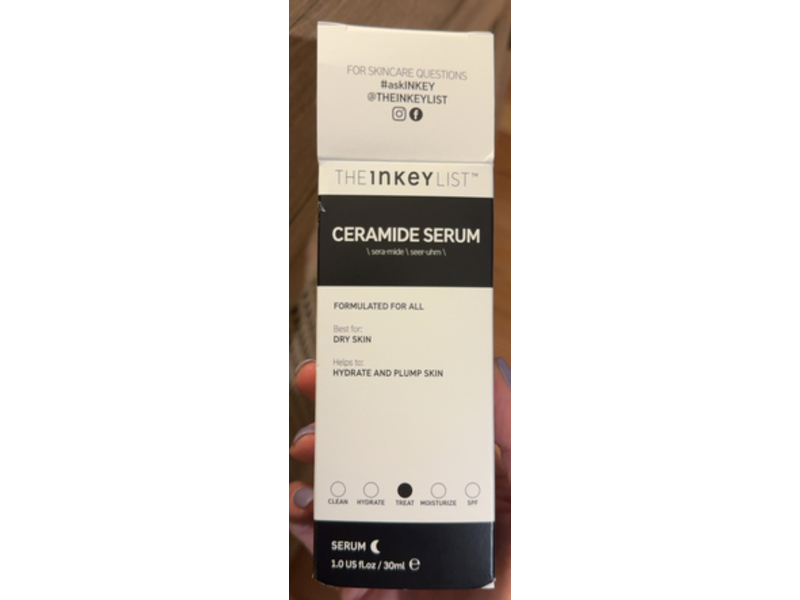 FOR SKINCARE QUESTIONS
#askINKEY
@THEINKEYLIST
THE INKEY LIST™
CERAMIDE SERUM
\ sera·mide \ seer·uhm \
FORMULATED FOR ALL
Best for:
DRY SKIN
Helps to:
HYDRATE AND PLUMP SKIN
CLEAN HYDRATE TREAT MOISTURIZE SPF
SERUM
1.0 US fl.oz / 30ml ℮